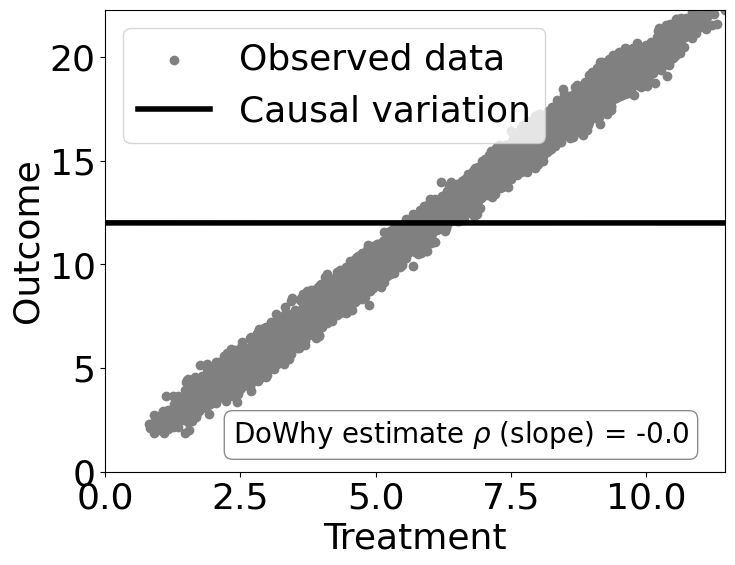 Observed data
Causal variation
20
15
10
5
0
Outcome
DoWhy estimate ρ (slope) = -0.0
0.0 2.5 5.0 7.5 10.0
Treatment